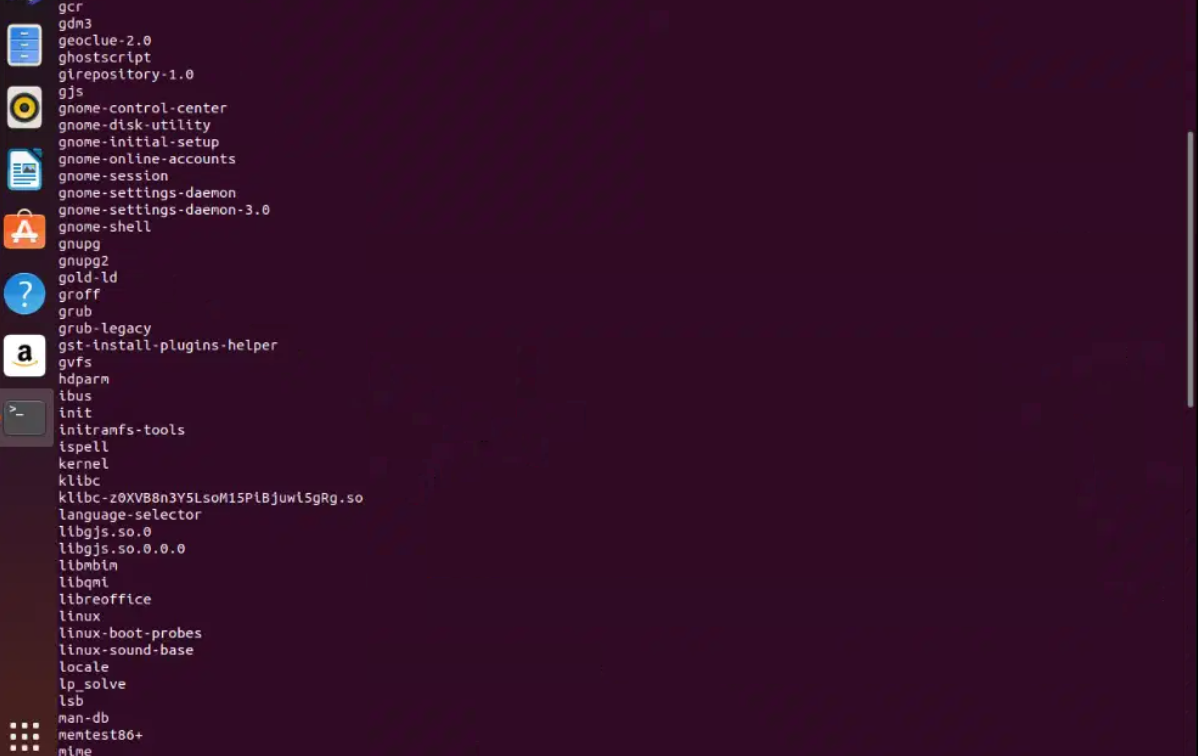 gcr
gdm3
geoclue-2.0
ghostscript
girepository-1.0
gjs
gnome-control-center
gnome-disk-utility
gnome-initial-setup
gnome-online-accounts
gnome-session
gnome-settings-daemon
gnome-settings-daemon-3.0
gnome-shell
gnupg
gnupg2
gold-ld
groff
grub
grub-legacy
gst-install-plugins-helper
gvfs
hdparm
ibus
init
initramfs-tools
ispell
kernel
klibc
klibc-z0XVB8n3Y5LsoM15PiBjuwi5gRg.so
language-selector
libgjs.so.0
libgjs.so.0.0.0
libmbim
libqmi
libreoffice
linux
linux-boot-probes
linux-sound-base
locale
lp_solve
lsb
man-db
memtest86+
mime